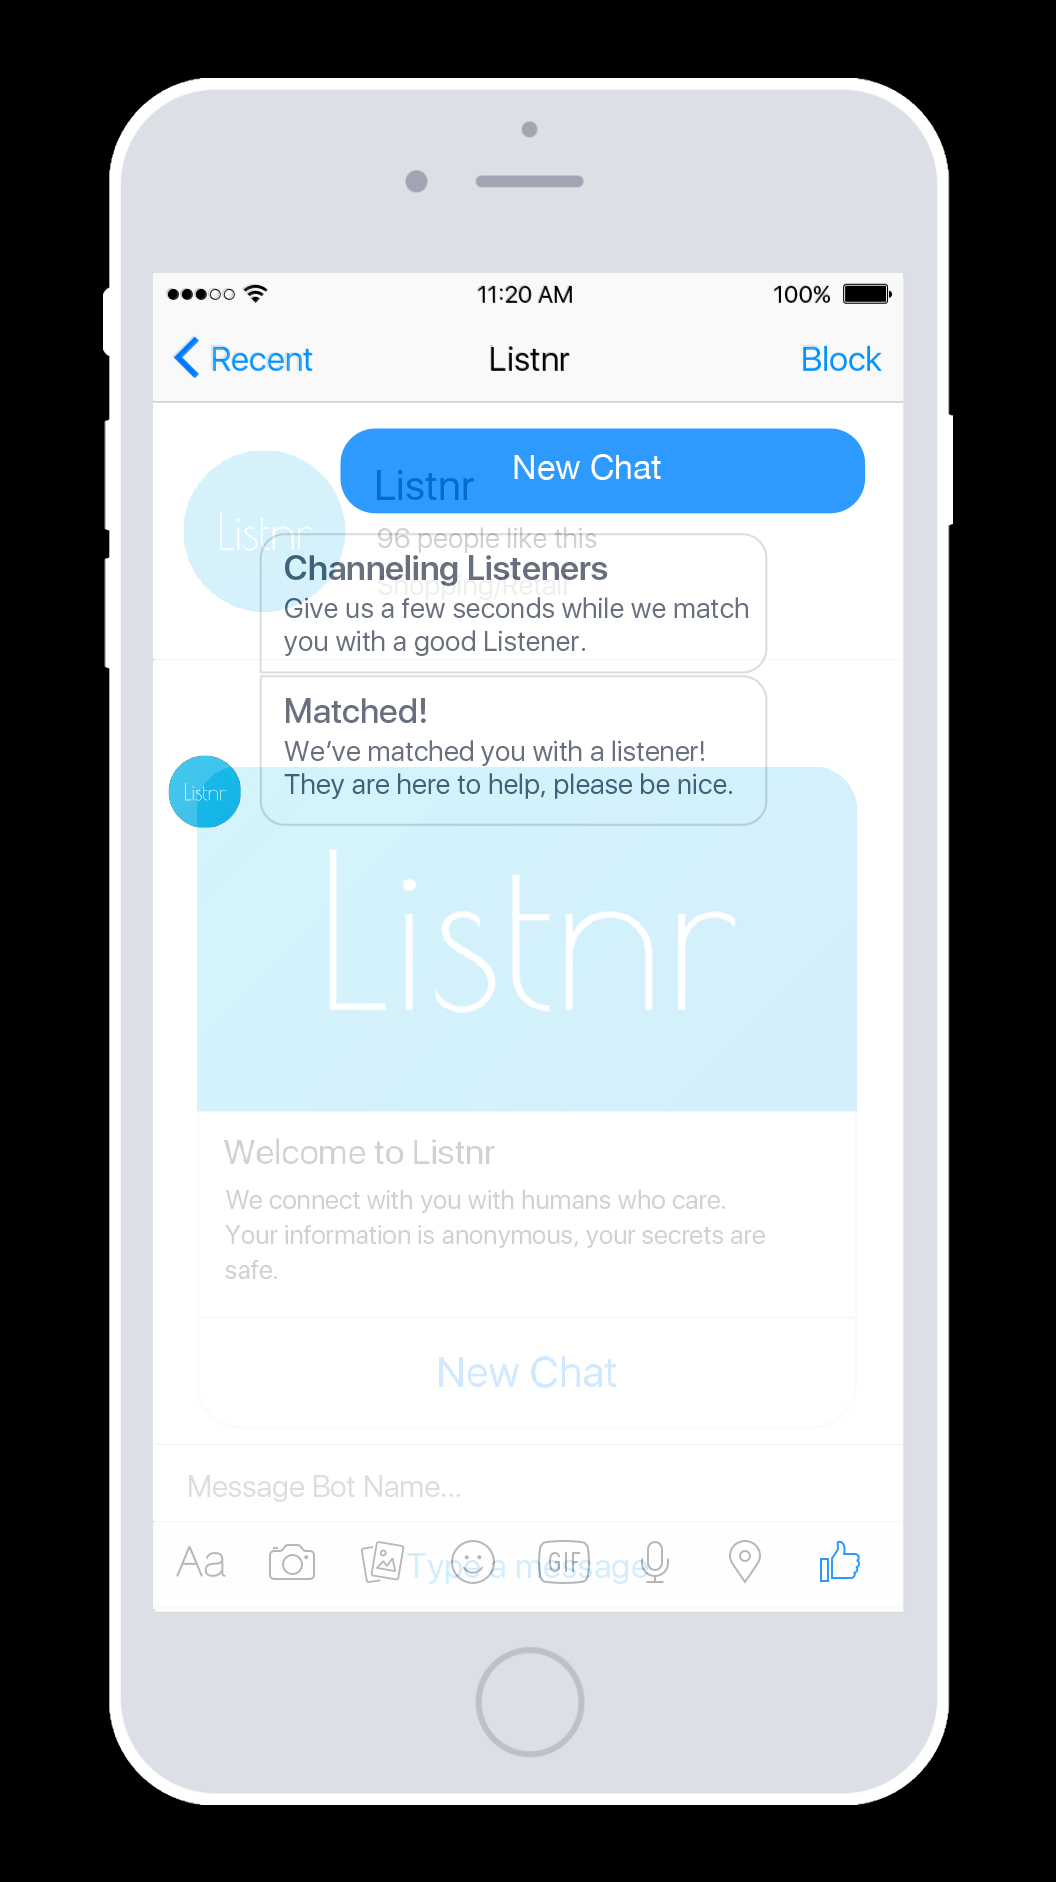 11:20 AM
100%
Recent
Listnr
Block
New Chat
Listnr
Listnr
96 people like this
Channeling Listeners
Shopping/Retail
Give us a few seconds while we match
you with a good Listener.
Matched!
We’ve matched you with a listener!
They are here to help, please be nice.
Listnr
Listnr
Welcome to Listnr
We connect with you with humans who care.
Your information is anonymous, your secrets are
safe.
New Chat
Message Bot Name...
Aa
GIF
Type a message